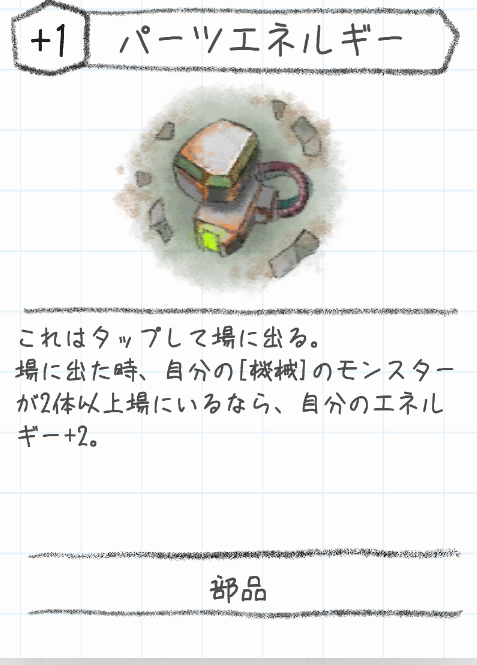 +1 パーツエネルギー
これはタップして場に出る。
場に出た時、自分の[機械]のモンスター
が2体以上場にいるなら、自分のエネル
ギー+2。
部品